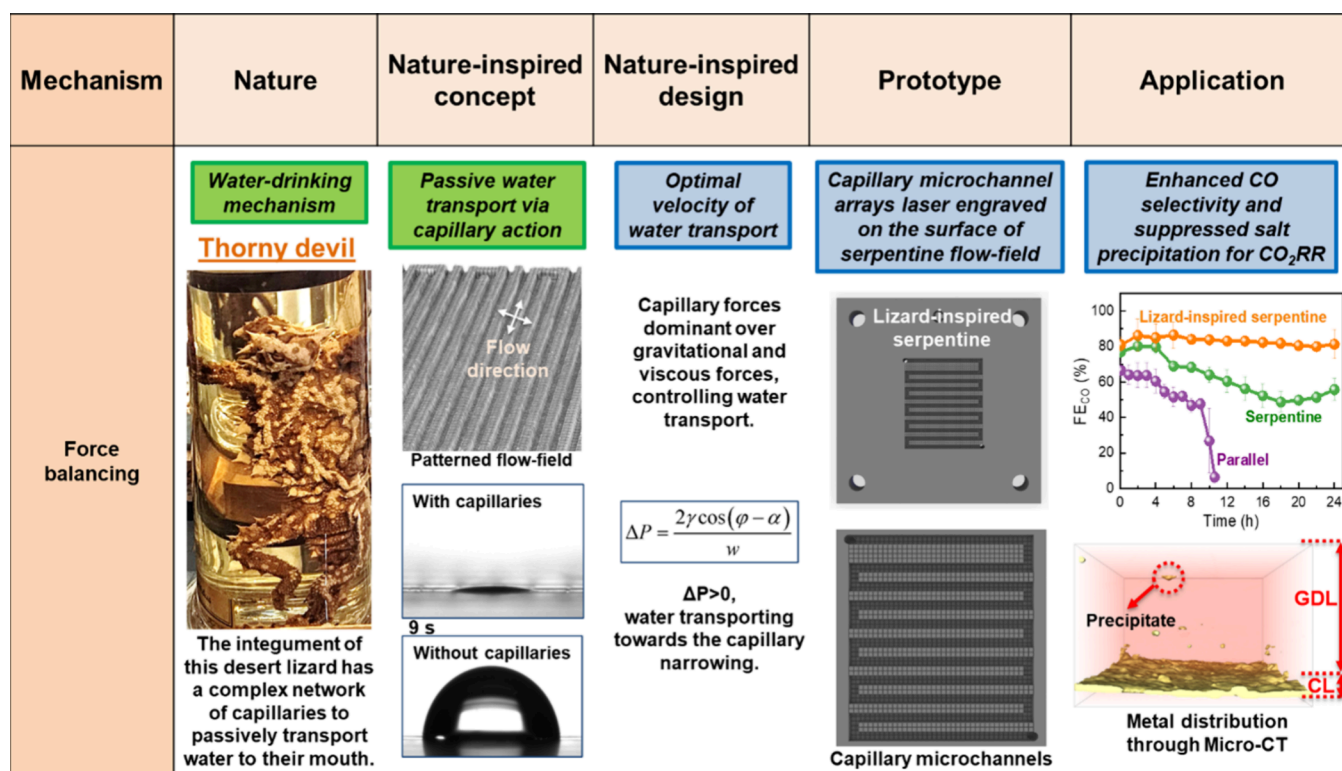 Mechanism
Nature
Nature-inspired
concept
Nature-inspired
design
Prototype
Application
Force
balancing
Water-drinking
mechanism
Thorny devil
The integument of
this desert lizard has
a complex network
of capillaries to
passively transport
water to their mouth.
Passive water
transport via
capillary action
Flow
direction
Patterned flow-field
With capillaries
9 s
Without capillaries
Optimal
velocity of
water transport
Capillary forces
dominant over
gravitational and
viscous forces,
controlling water
transport.
ΔP = 2γcos(φ−α) / w
ΔP>0,
water transporting
towards the capillary
narrowing.
Capillary microchannel
arrays laser engraved
on the surface of
serpentine flow-field
Lizard-inspired
serpentine
Capillary microchannels
Enhanced CO
selectivity and
suppressed salt
precipitation for CO₂RR
100
80
60
40
20
0
FE_CO (%)
Lizard-inspired serpentine
Serpentine
Parallel
0 4 8 12 16 20 24
Time (h)
Precipitate
GDL
CL
Metal distribution
through Micro-CT